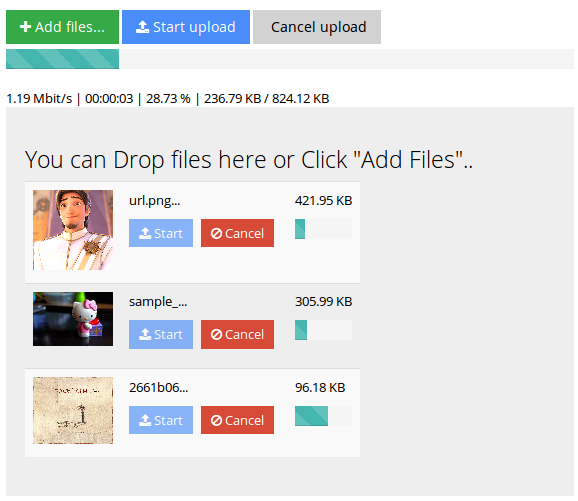 Add files... Start upload Cancel upload
1.19 Mbit/s | 00:00:03 | 28.73 % | 236.79 KB / 824.12 KB
You can Drop files here or Click "Add Files"..
url.png... 421.95 KB
Start Cancel
sample_... 305.99 KB
Start Cancel
2661b06... 96.18 KB
Start Cancel